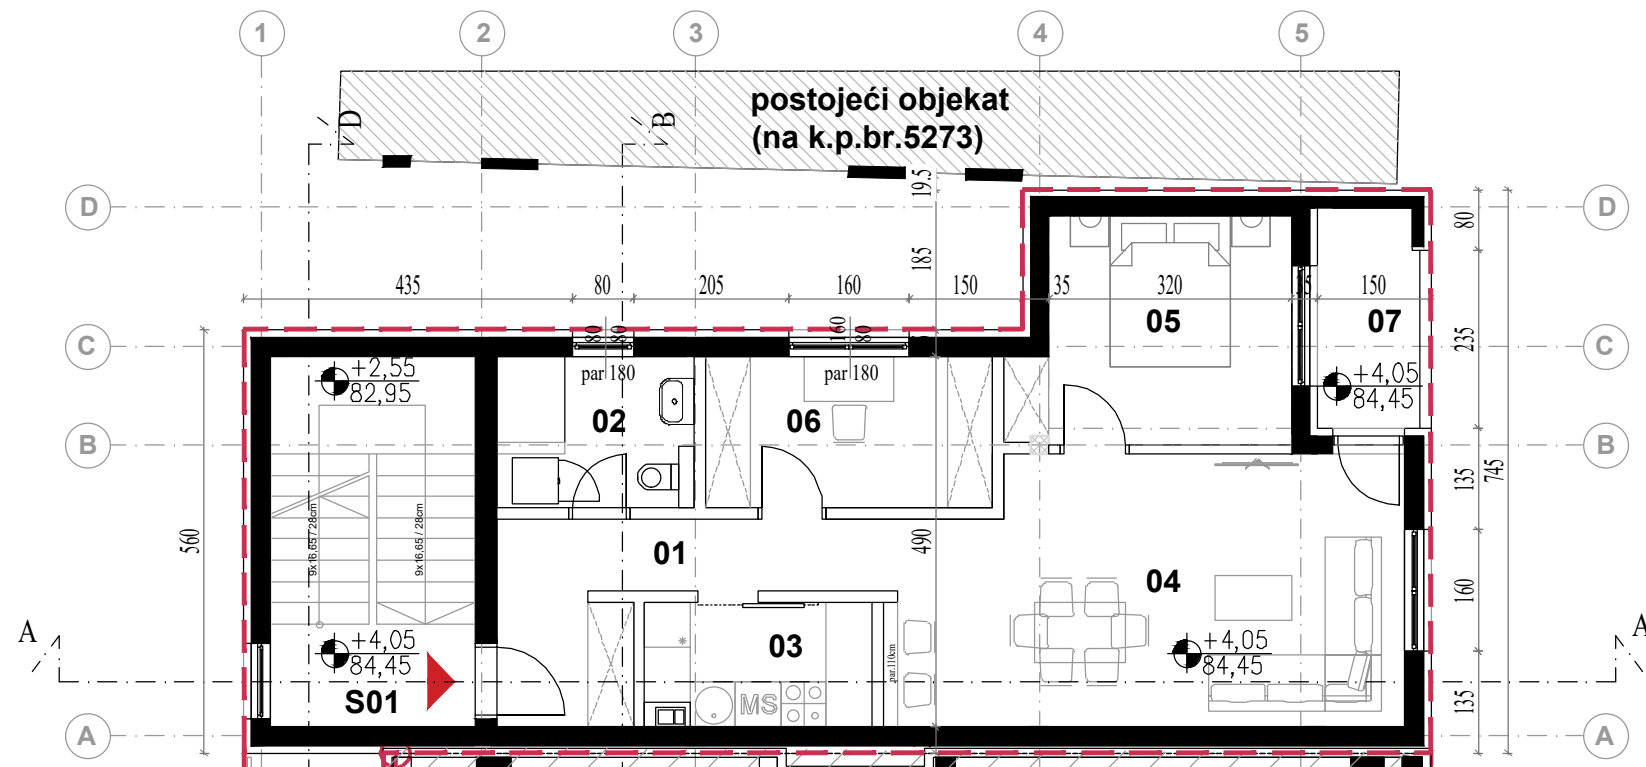 1
2
3
4
5
postojeći objekat
(na k.p.br.5273)
D
B
19.5
D
D
80
185
435
80
205
160
150
35
320
150
05
07
235
C
C
80
80
160
80
+2,55
82,95
par 180
par 180
+4,05
84,45
02
06
B
B
135
745
9x16,65 / 28cm
9x16,65 / 28cm
560
490
01
04
160
A
A
+4,05
84,45
03
par.110cm
+4,05
84,45
MS
S01
135
A
A